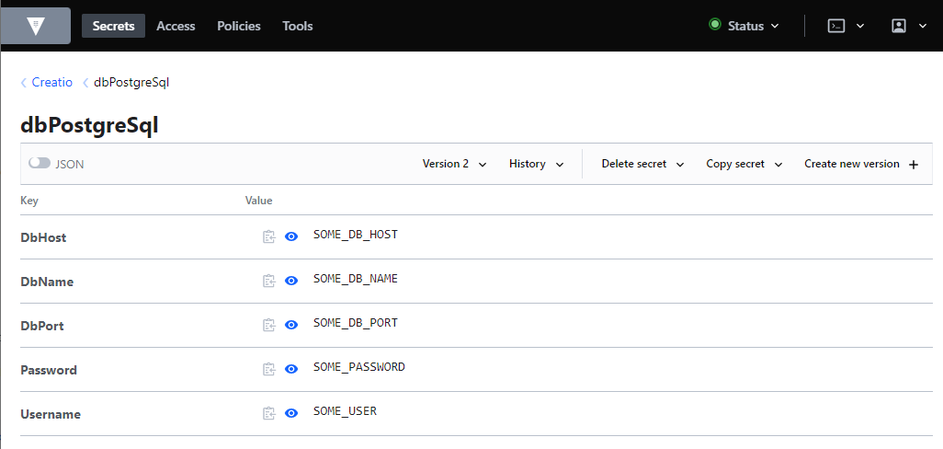 Secrets Access Policies Tools Status
Creatio dbPostgreSql
dbPostgreSql
JSON Version 2 History Delete secret Copy secret Create new version +
Key Value
DbHost SOME_DB_HOST
DbName SOME_DB_NAME
DbPort SOME_DB_PORT
Password SOME_PASSWORD
Username SOME_USER